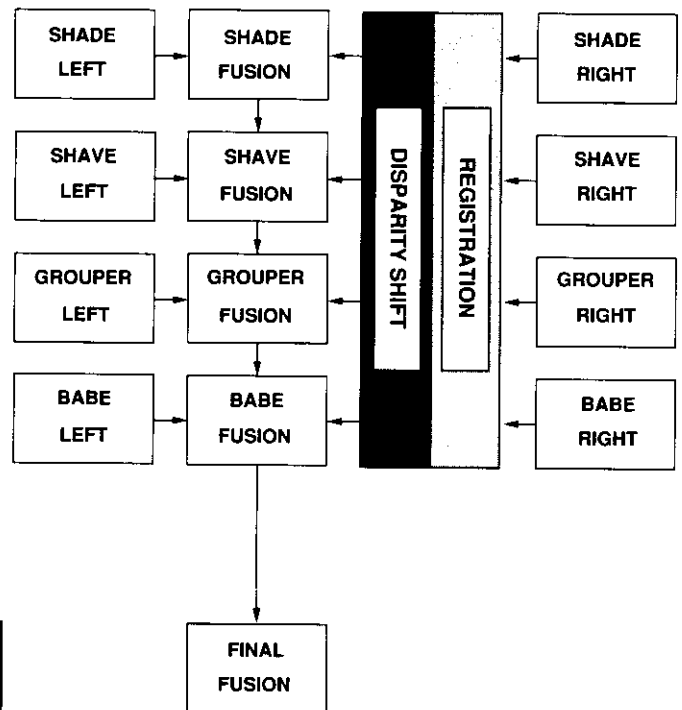 SHADE
LEFT
SHADE
FUSION
SHADE
RIGHT
SHAVE
LEFT
SHAVE
FUSION
DISPARITY SHIFT
REGISTRATION
SHAVE
RIGHT
GROUPER
LEFT
GROUPER
FUSION
GROUPER
RIGHT
BABE
LEFT
BABE
FUSION
BABE
RIGHT
FINAL
FUSION